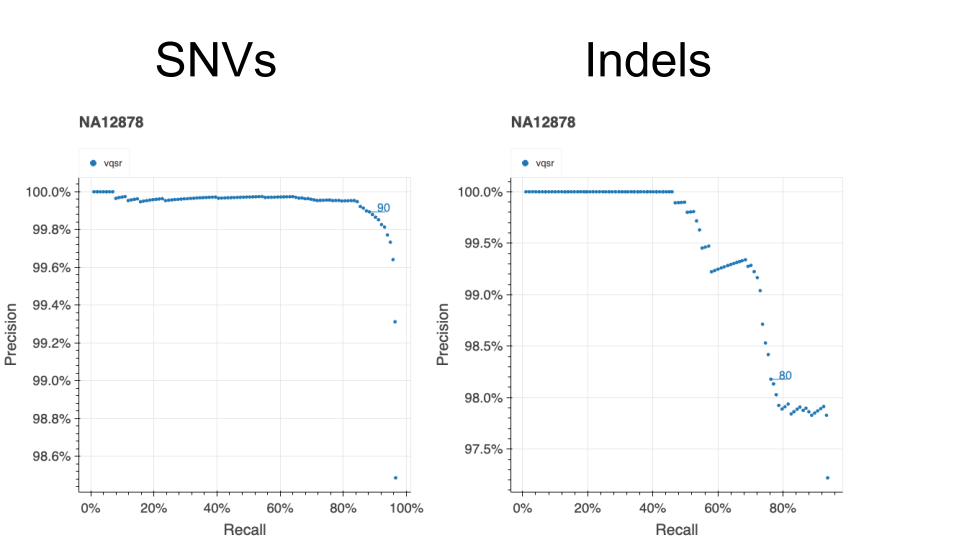 SNVs
Indels
NA12878
vqsr
100.0%
99.8%
99.6%
99.4%
99.2%
99.0%
98.8%
98.6%
Precision
90
0%
20%
40%
60%
80%
100%
Recall
NA12878
vqsr
100.0%
99.5%
99.0%
98.5%
98.0%
97.5%
Precision
80
0%
20%
40%
60%
80%
Recall